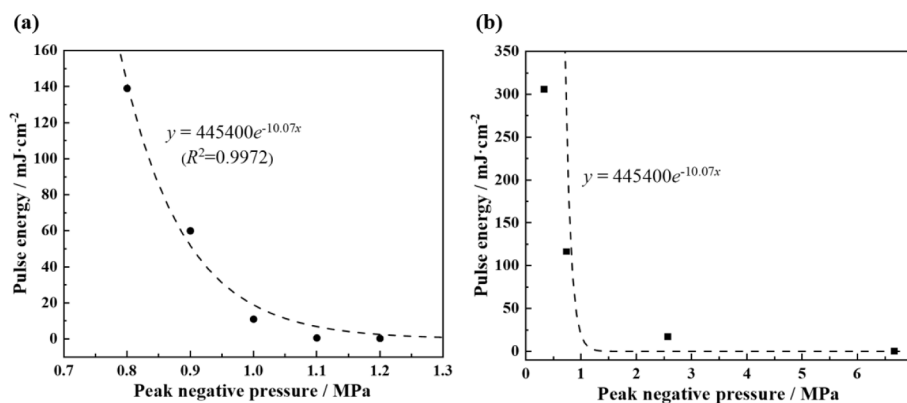 (a)
160
140
120
100
80
60
40
20
0
Pulse energy / mJ·cm⁻²
y = 445400e⁻¹⁰·⁰⁷ˣ
(R²=0.9972)
0.7 0.8 0.9 1.0 1.1 1.2 1.3
Peak negative pressure / MPa
(b)
350
300
250
200
150
100
50
0
Pulse energy / mJ·cm⁻²
y = 445400e⁻¹⁰·⁰⁷ˣ
0 1 2 3 4 5 6
Peak negative pressure / MPa